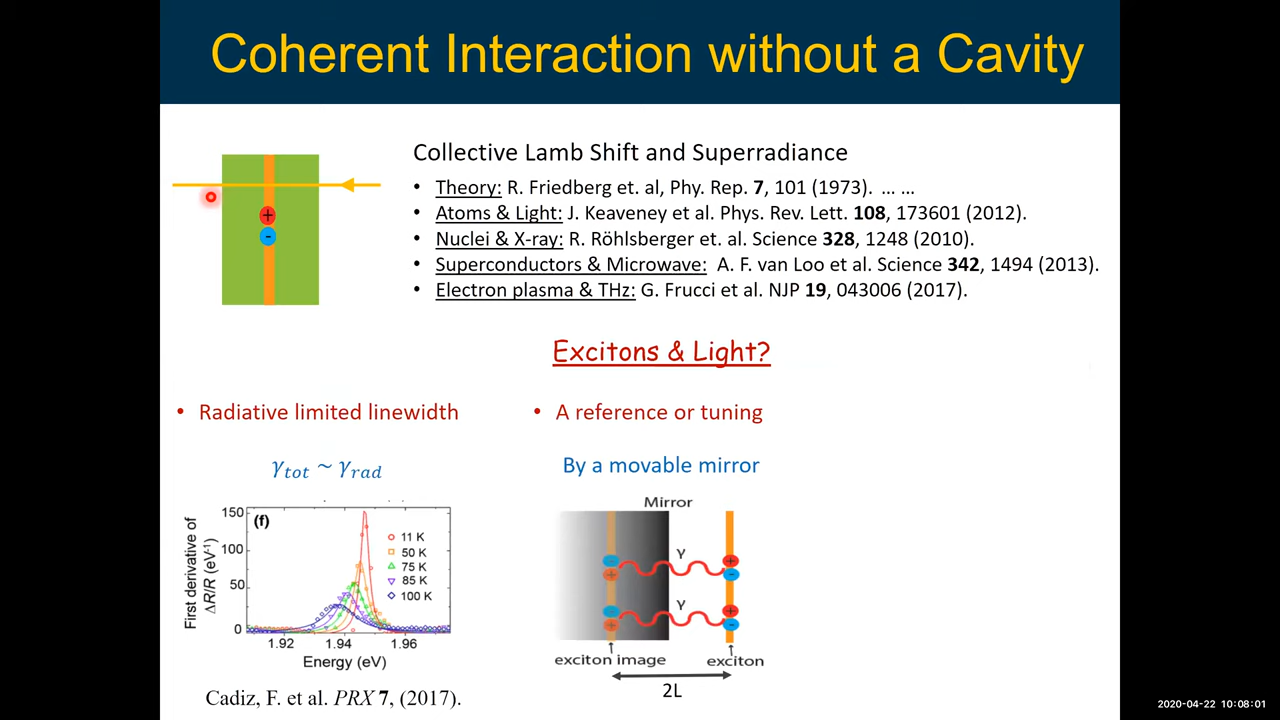 Coherent Interaction without a Cavity
Collective Lamb Shift and Superradiance
• Theory: R. Friedberg et. al, Phy. Rep. 7, 101 (1973). … …
• Atoms & Light: J. Keaveney et al. Phys. Rev. Lett. 108, 173601 (2012).
• Nuclei & X-ray: R. Röhlsberger et. al. Science 328, 1248 (2010).
• Superconductors & Microwave: A. F. van Loo et al. Science 342, 1494 (2013).
• Electron plasma & THz: G. Frucci et al. NJP 19, 043006 (2017).
+
-
Excitons & Light?
• Radiative limited linewidth
γtot ~ γrad
First derivative of
ΔR/R (eV⁻¹)
150
100
50
0
(f)
11 K
50 K
75 K
85 K
100 K
1.92 1.94 1.96
Energy (eV)
Cadiz, F. et al. PRX 7, (2017).
• A reference or tuning
By a movable mirror
Mirror
γ
- +
+ -
γ
- +
+ -
exciton image exciton
2L
2020-04-22 10:08:01